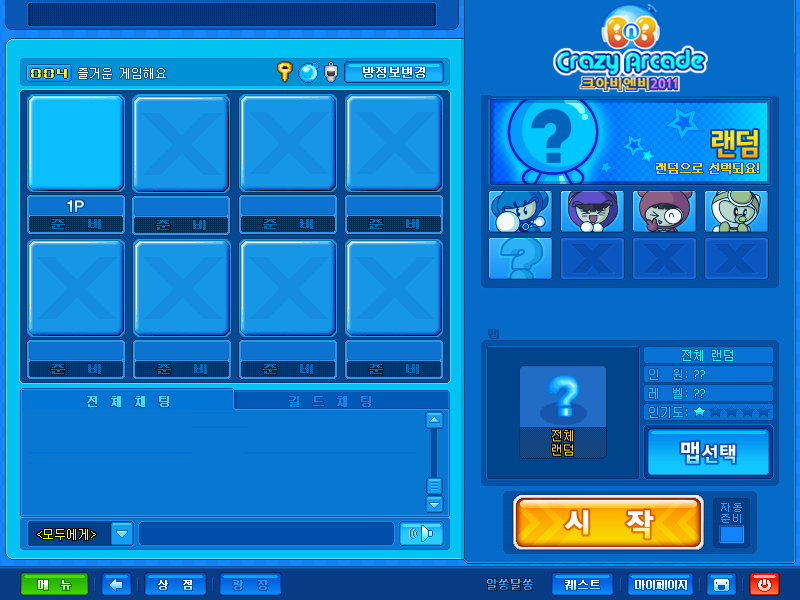 004 즐거운 게임해요
방정보변경
1P
준 비
준 비
준 비
준 비
준 비
준 비
준 비
준 비
전 체 채 팅
길 드 채 팅
<모두에게>
BnB
Crazy Arcade
크아비앤비2011
랜덤
랜덤으로 선택되요!
맵
전체
랜덤
전체 랜덤
인 원: ??
레 벨: ??
인기도:
맵선택
시 작
자동
준비
메 뉴
상 점
광 장
알쏭달쏭
퀘스트
마이페이지